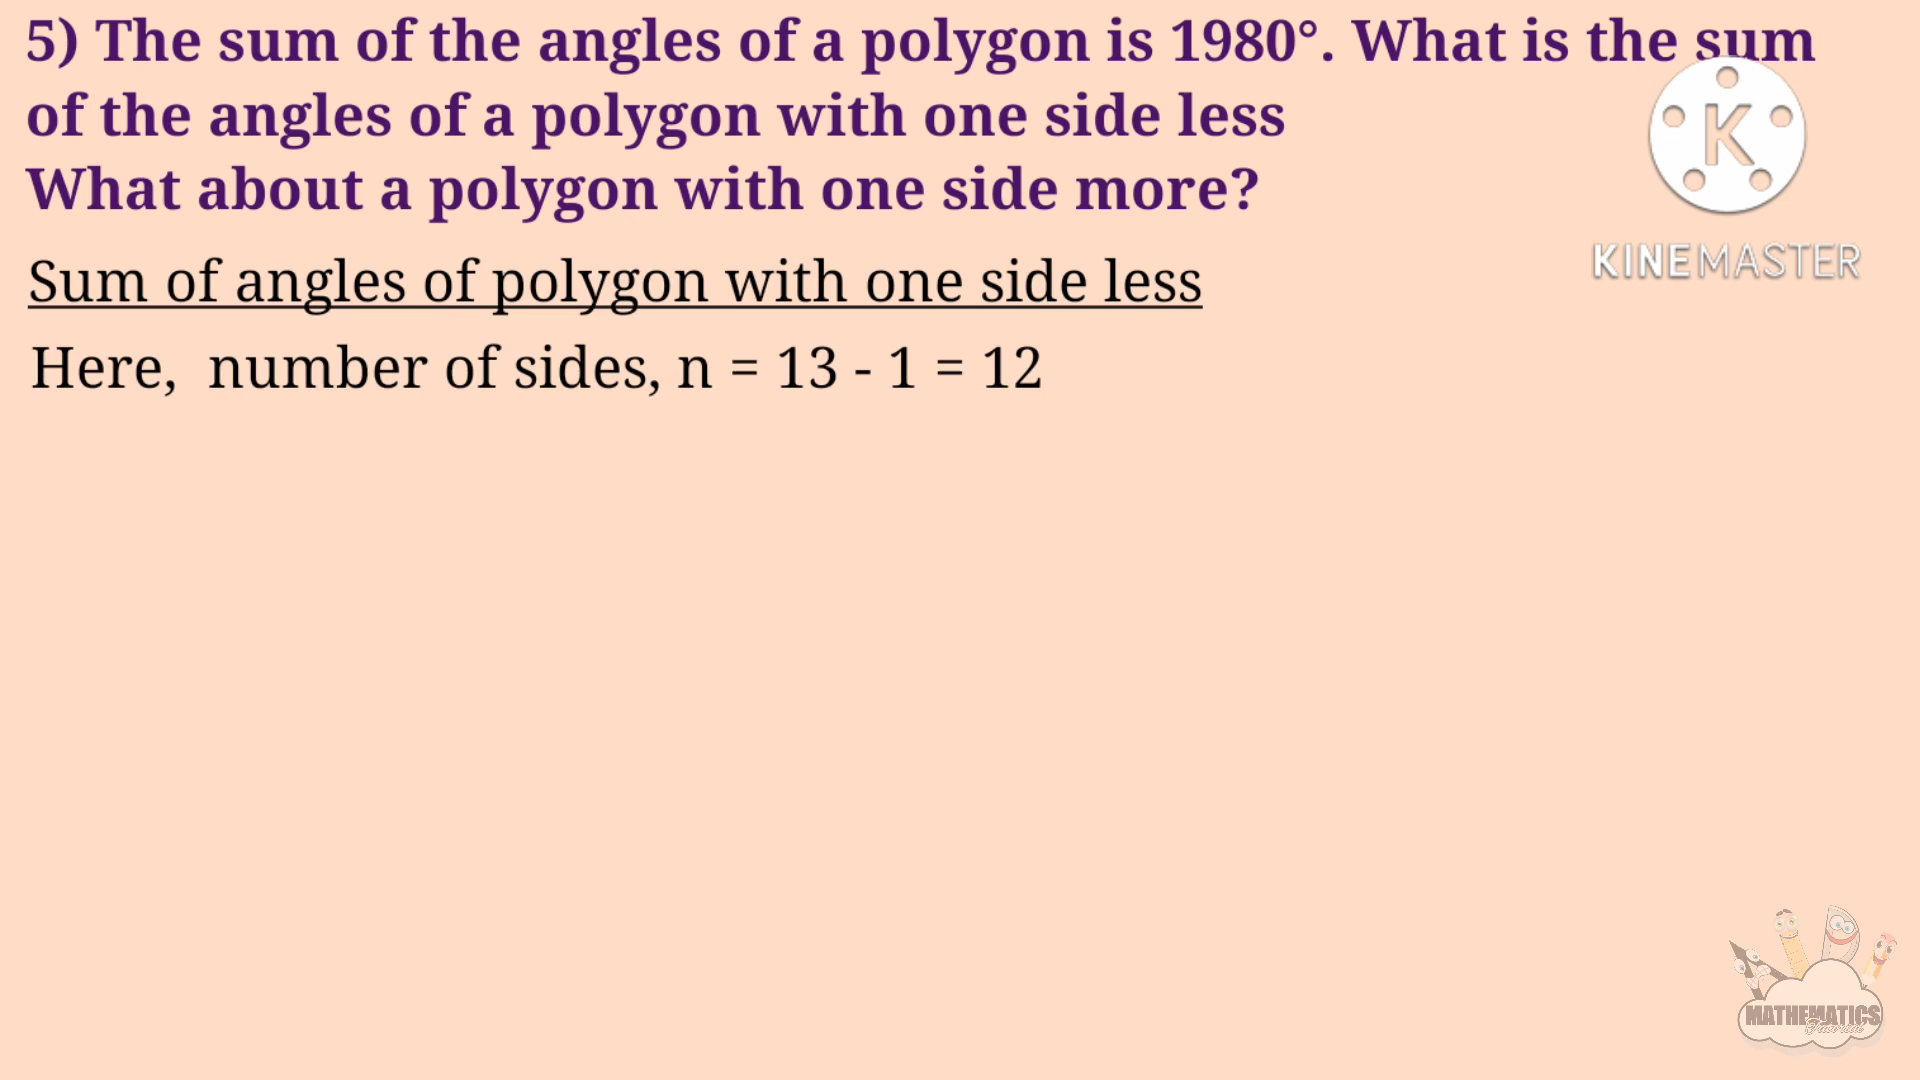 5) The sum of the angles of a polygon is 1980°. What is the sum
of the angles of a polygon with one side less
What about a polygon with one side more?
K
KINEMASTER
Sum of angles of polygon with one side less
Here, number of sides, n = 13 - 1 = 12
MATHEMATICS